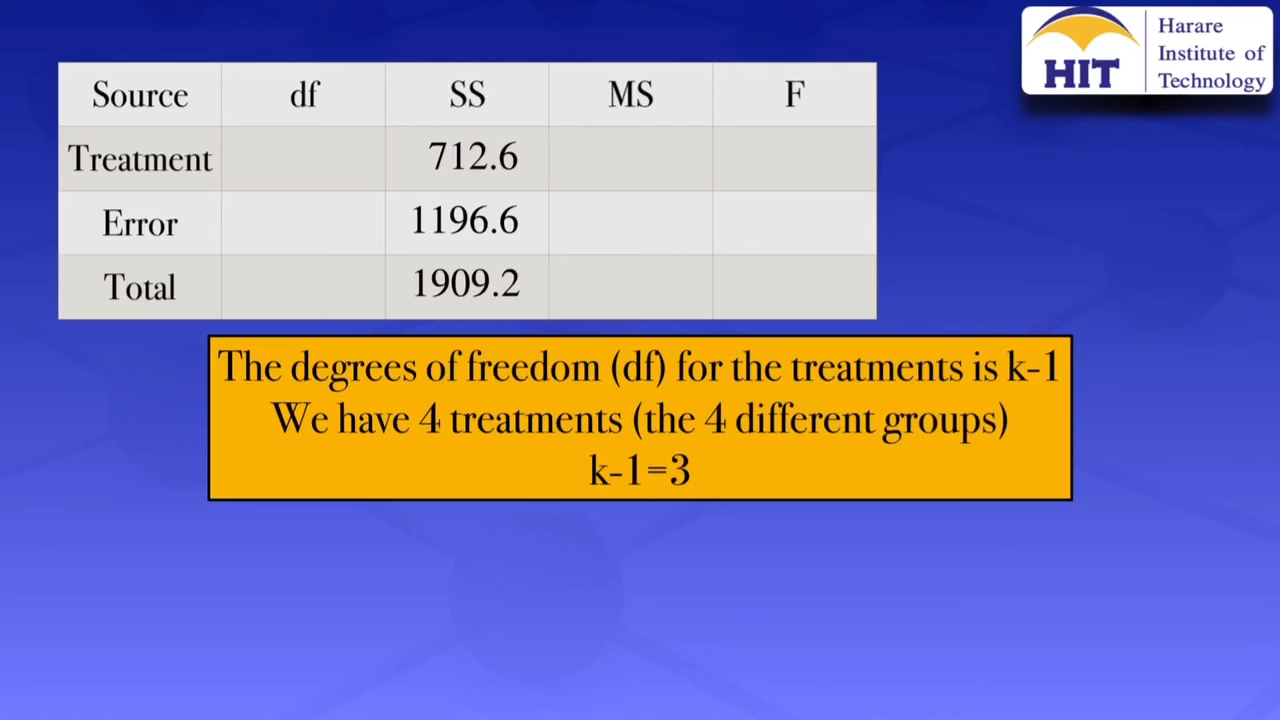 HIT
Harare
Institute of
Technology
Source df SS MS F
Treatment 712.6
Error 1196.6
Total 1909.2
The degrees of freedom (df) for the treatments is k-1
We have 4 treatments (the 4 different groups)
k-1=3